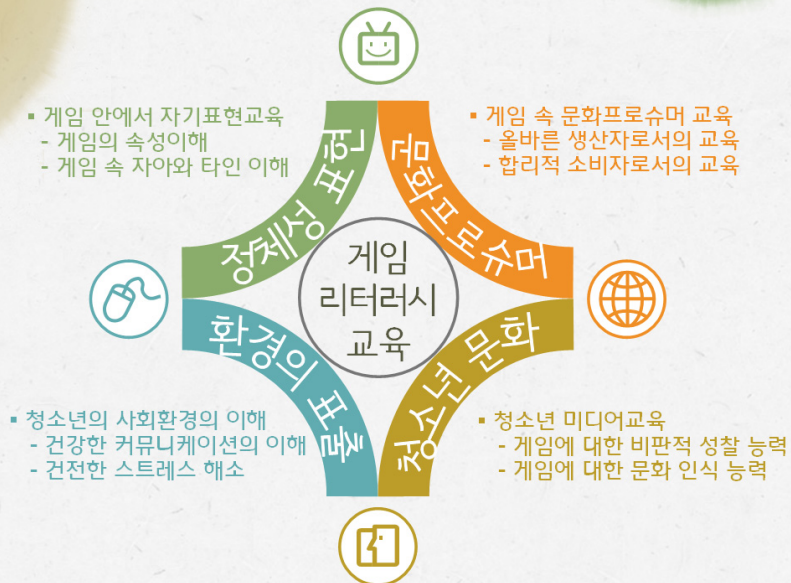 ▪ 게임 안에서 자기표현교육
- 게임의 속성이해
- 게임 속 자아와 타인 이해
정체성 표현
▪ 게임 속 문화프로슈머 교육
- 올바른 생산자로서의 교육
- 합리적 소비자로서의 교육
문화프로슈머
게임
리터러시
교육
환경의 표출
▪ 청소년의 사회환경의 이해
- 건강한 커뮤니케이션의 이해
- 건전한 스트레스 해소
청소년 문화
▪ 청소년 미디어교육
- 게임에 대한 비판적 성찰 능력
- 게임에 대한 문화 인식 능력